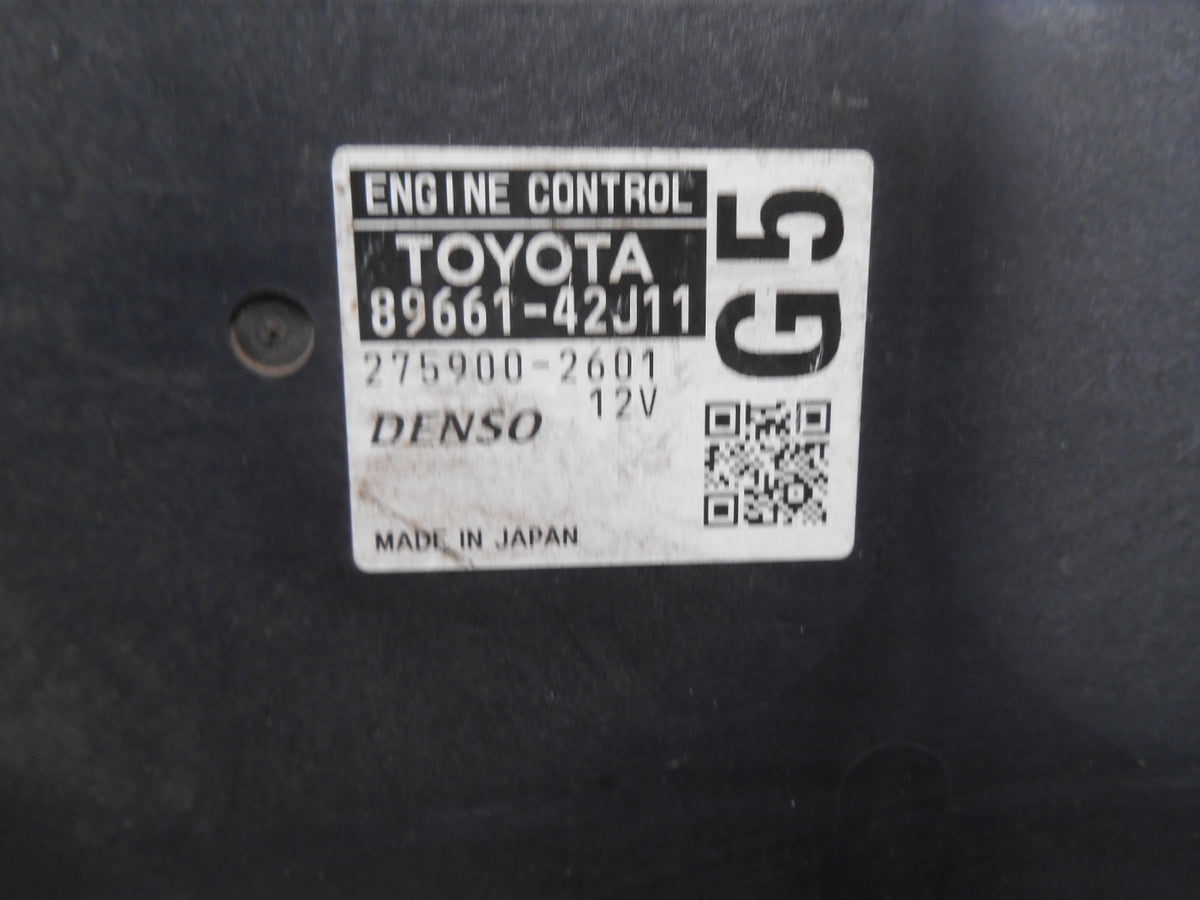 ENGINE CONTROL
TOYOTA
89661-42J11
275900-2601
12V
DENSO
MADE IN JAPAN
G5